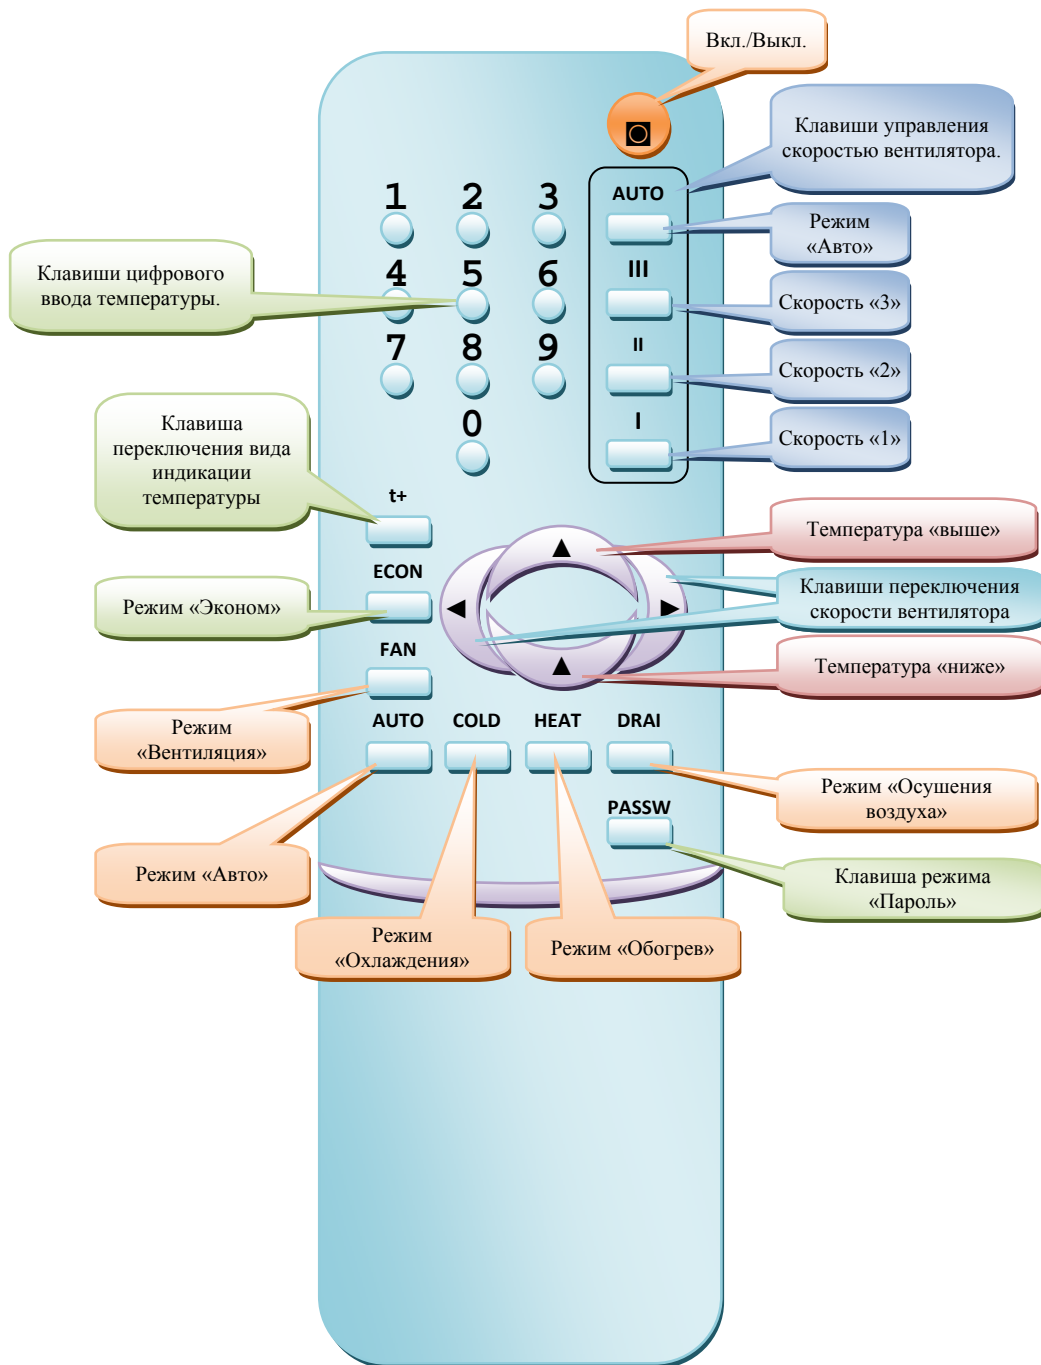 Вкл./Выкл.
Клавиши управления
скоростью вентилятора.
AUTO
1 2 3
Режим
«Авто»
Клавиши цифрового
ввода температуры.
4 5 6
III
Скорость «3»
7 8 9
II
Скорость «2»
Клавиша
переключения вида
индикации
температуры
0
I
Скорость «1»
t+
Температура «выше»
ECON
Режим «Эконом»
Клавиши переключения
скорости вентилятора
FAN
Температура «ниже»
Режим
«Вентиляция»
AUTO COLD HEAT DRAI
Режим «Осушения
воздуха»
PASSW
Режим «Авто»
Клавиша режима
«Пароль»
Режим
«Охлаждения»
Режим «Обогрев»